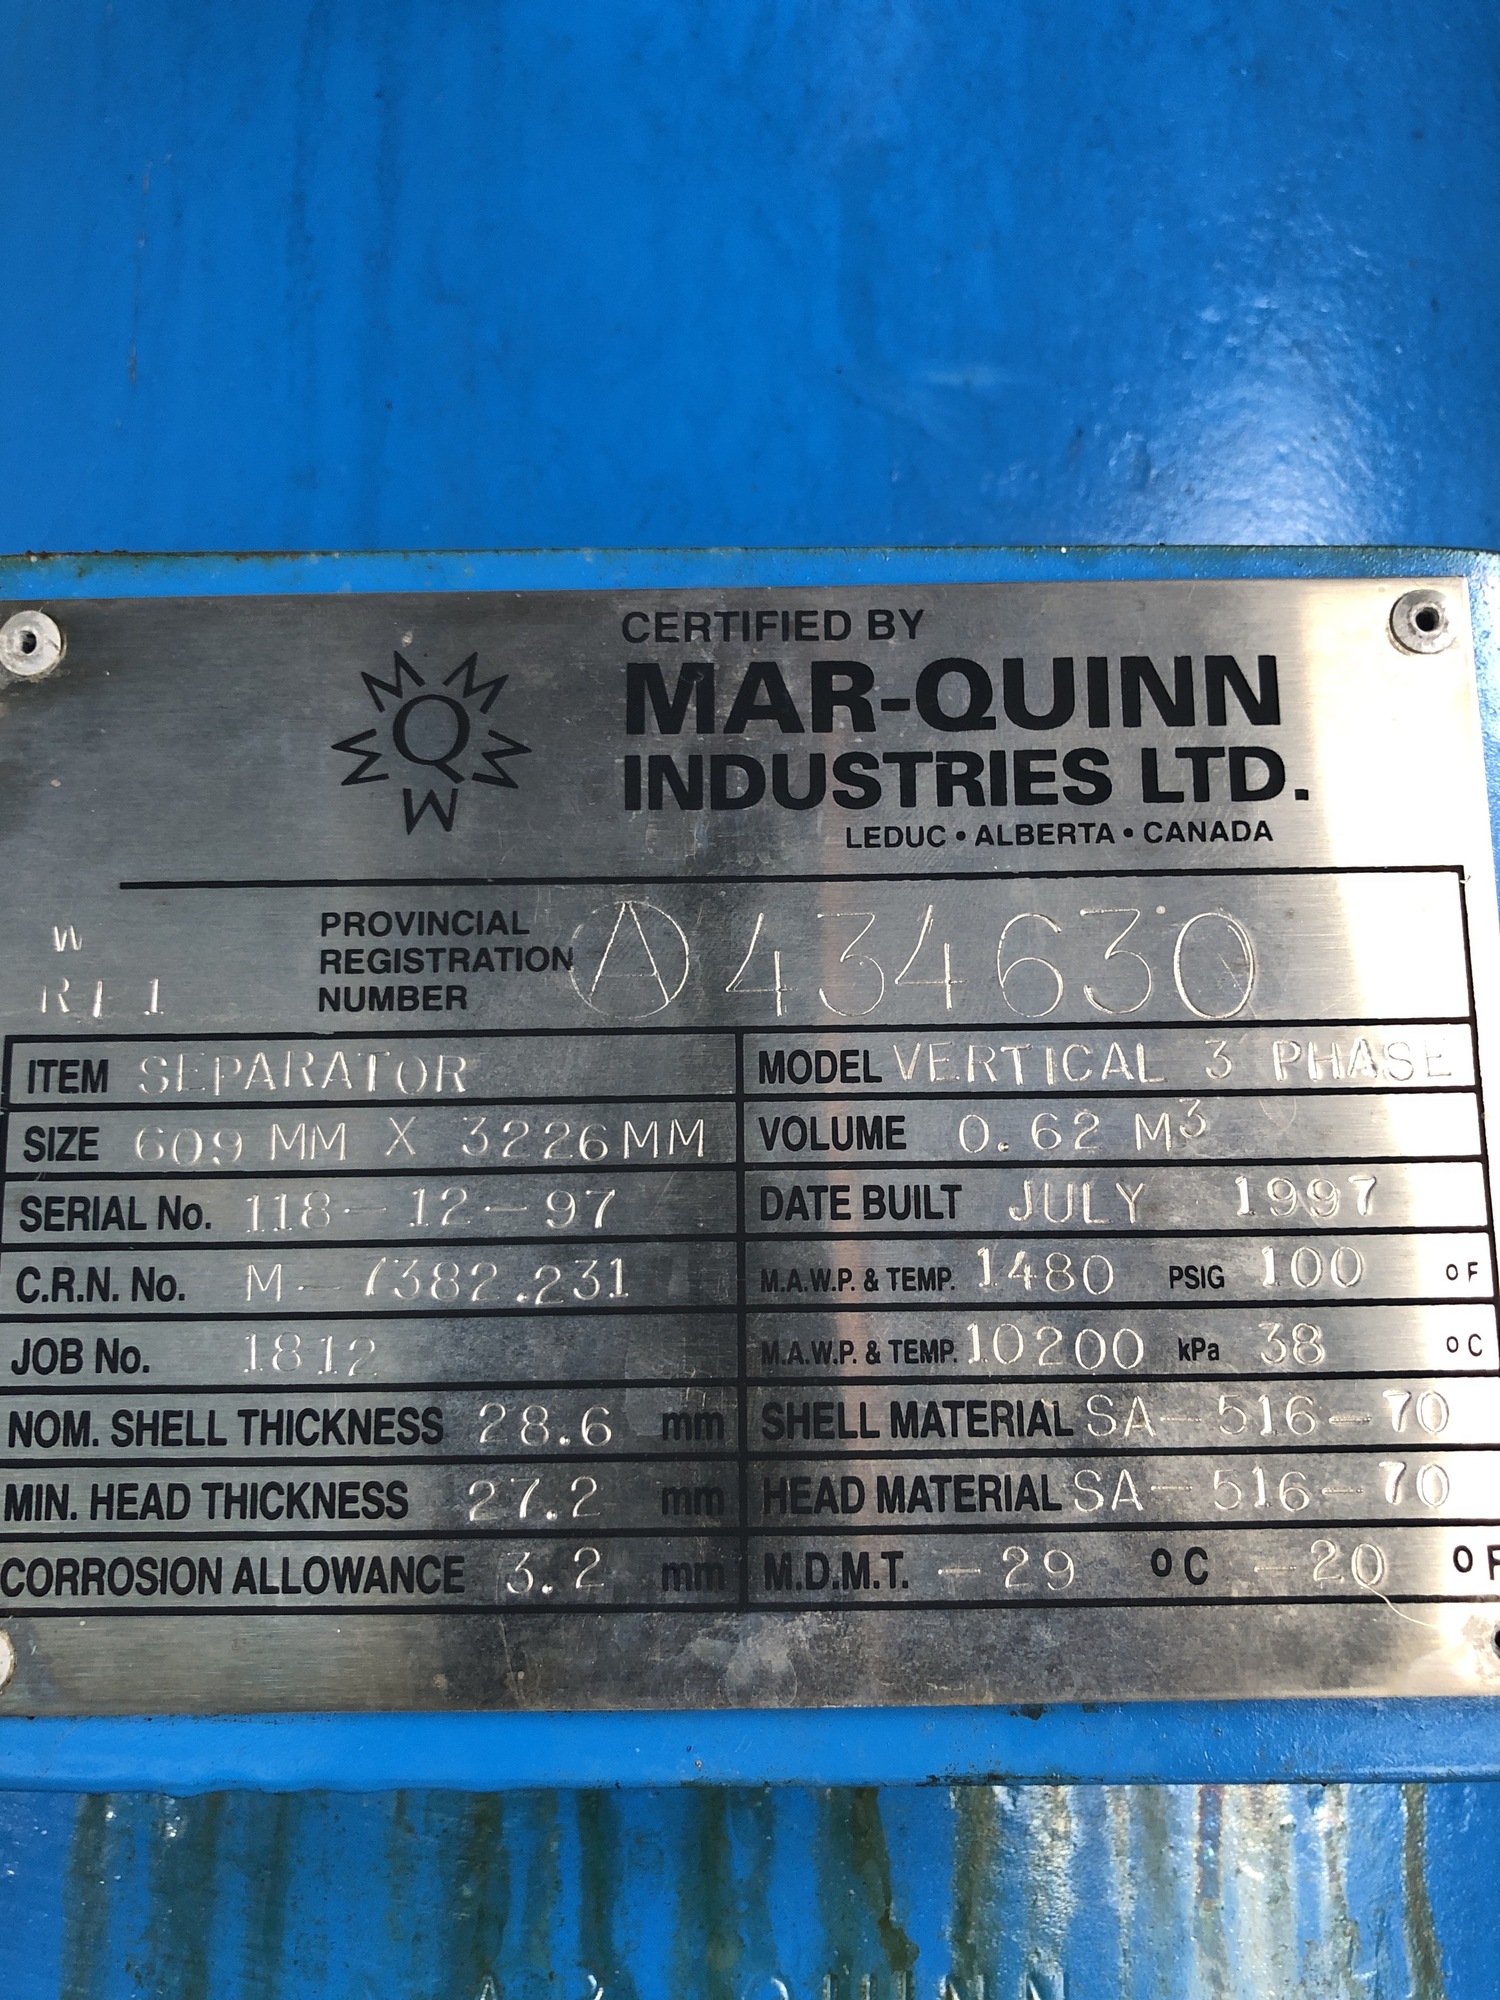 CERTIFIED BY
MAR-QUINN
INDUSTRIES LTD.
LEDUC • ALBERTA • CANADA
W
RT 1
PROVINCIAL
REGISTRATION
NUMBER
Ⓐ 434630
ITEM SEPARATOR
MODEL VERTICAL 3 PHASE
SIZE 609 MM X 3226MM
VOLUME 0.62 M³
SERIAL No. 118-12-97
DATE BUILT JULY 1997
C.R.N. No. M-7382.231
M.A.W.P. & TEMP. 1480 PSIG 100 °F
JOB No. 1812
M.A.W.P. & TEMP. 10200 kPa 38 °C
NOM. SHELL THICKNESS 28.6 mm
SHELL MATERIAL SA-516-70
MIN. HEAD THICKNESS 27.2 mm
HEAD MATERIAL SA-516-70
CORROSION ALLOWANCE 3.2 mm
M.D.M.T. -29 °C -20 °F